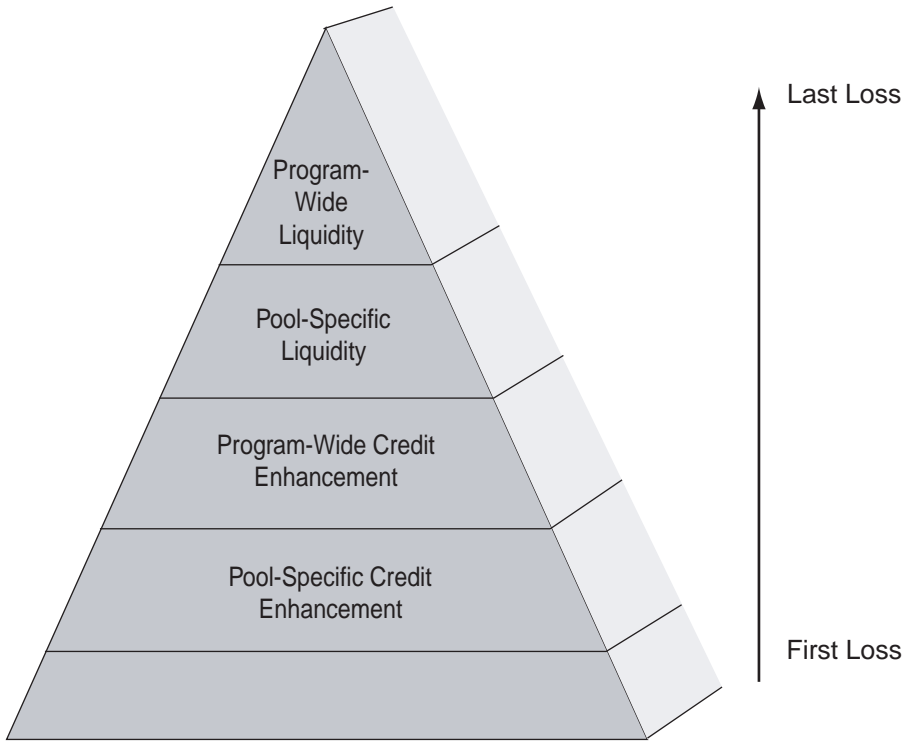 Last Loss
Program-
Wide
Liquidity
Pool-Specific
Liquidity
Program-Wide Credit
Enhancement
Pool-Specific Credit
Enhancement
First Loss